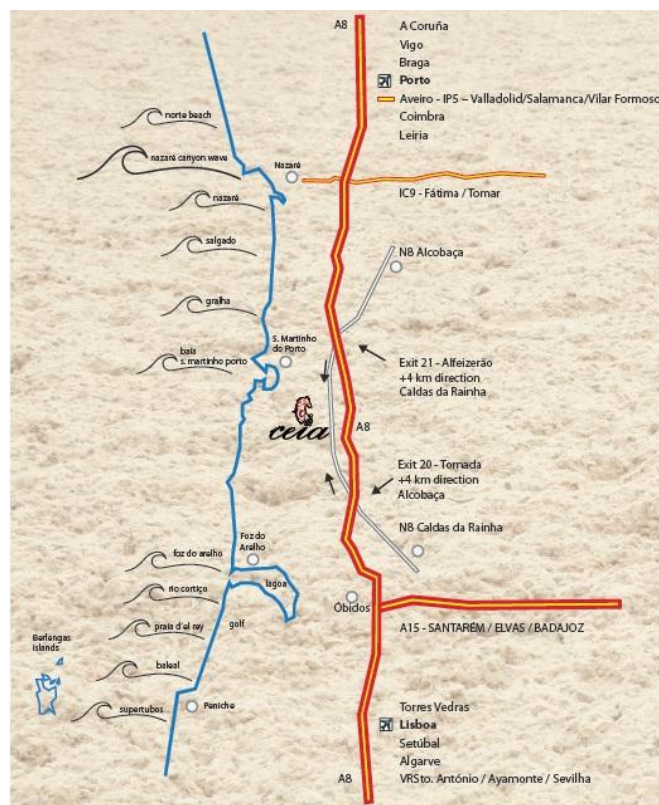 A8
A Coruña
Vigo
Braga
Porto
Aveiro - IP5 – Valladolid/Salamanca/Vilar Formoso
Coimbra
Leiria
norte beach
nazaré canyon wave
Nazaré
nazaré
IC9 - Fátima / Tomar
salgado
N8 Alcobaça
gralha
S. Martinho
do Porto
baía
s. martinho porto
Exit 21 - Alfeizerão
+4 km direction
Caldas da Rainha
ceia
A8
Exit 20 - Tornada
+4 km direction
Alcobaça
N8 Caldas da Rainha
Foz do
Arelho
foz do arelho
lagoa
rio cortiço
Óbidos
golf
praia d'el rey
A15 - SANTARÉM / ELVAS / BADAJOZ
Berlengas
Islands
baleal
supertubos
Peniche
Torres Vedras
Lisboa
Setúbal
Algarve
A8
VRSto. António / Ayamonte / Sevilha